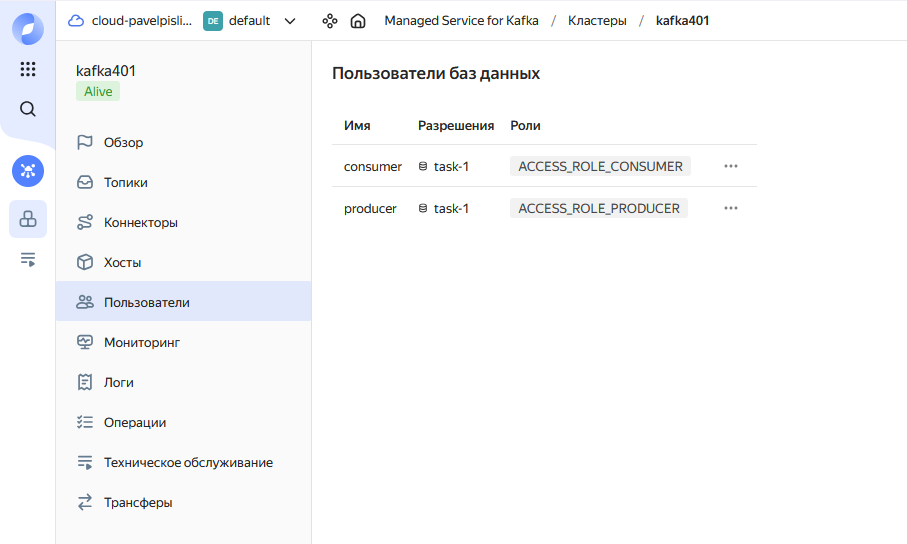 cloud-pavelpisli... DE default Managed Service for Kafka / Кластеры / kafka401
kafka401
Alive
Обзор
Топики
Коннекторы
Хосты
Пользователи
Мониторинг
Логи
Операции
Техническое обслуживание
Трансферы
Пользователи баз данных
Имя Разрешения Роли
consumer task-1 ACCESS_ROLE_CONSUMER
producer task-1 ACCESS_ROLE_PRODUCER